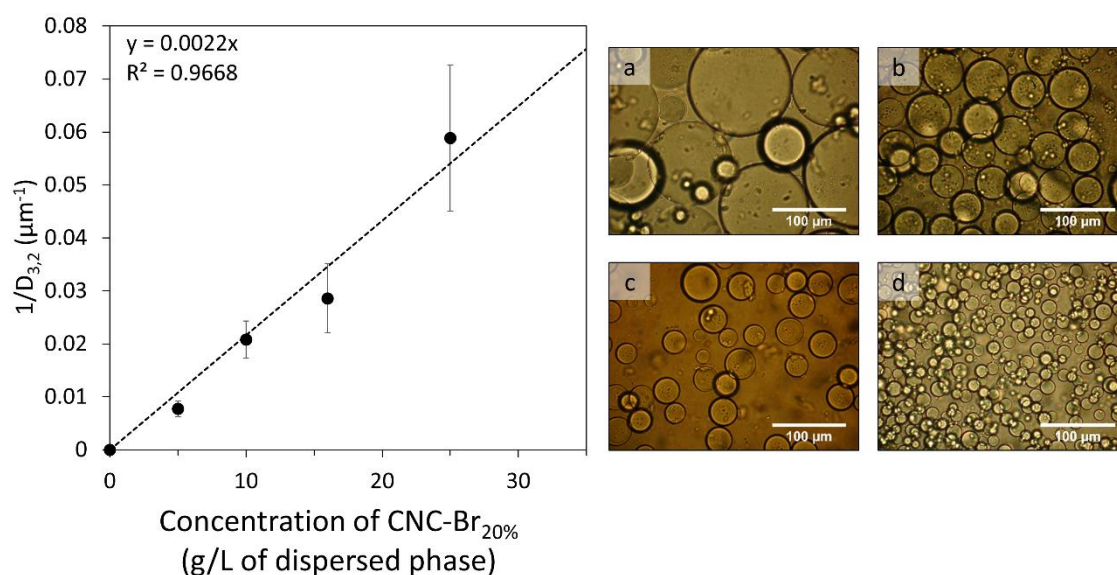 0.08
0.07
0.06
0.05
0.04
0.03
0.02
0.01
0
y = 0.0022x
R² = 0.9668
1/D3,2 (µm-1)
0
10
20
30
Concentration of CNC-Br20%
(g/L of dispersed phase)
a
100 µm
b
100 µm
c
100 µm
d
100 µm